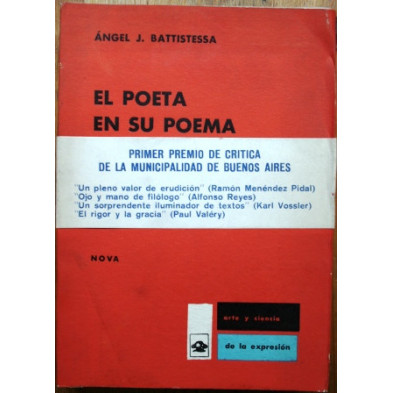 ÁNGEL J. BATTISTESSA
EL POETA
EN SU POEMA
PRIMER PREMIO DE CRITICA
DE LA MUNICIPALIDAD DE BUENOS AIRES
"Un pleno valor de erudición" (Ramón Menéndez Pidal)
"Ojo y mano de filólogo" (Alfonso Reyes)
"Un sorprendente iluminador de textos" (Karl Vossler)
"El rigor y la gracia" (Paul Valéry)
NOVA
arte y ciencia
de la expresión